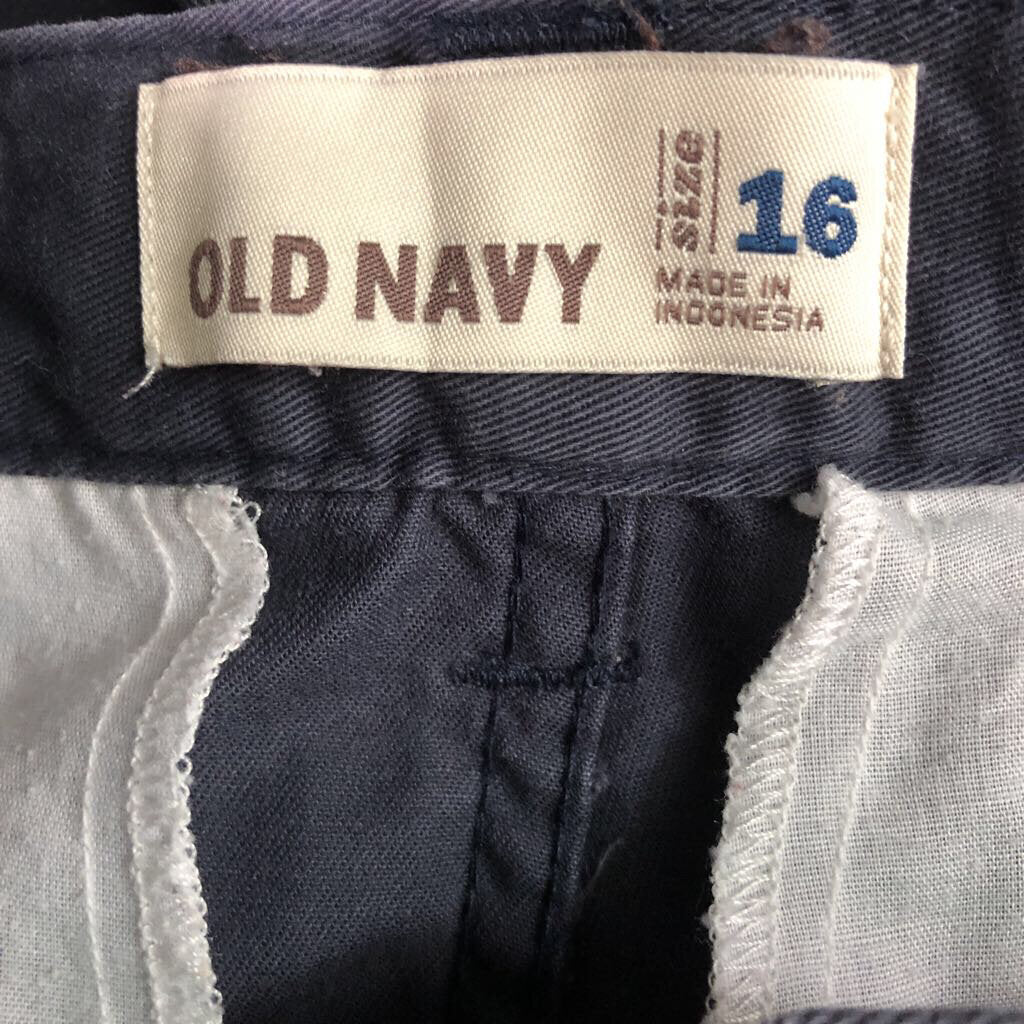 OLD NAVY
size 16
MADE IN
INDONESIA